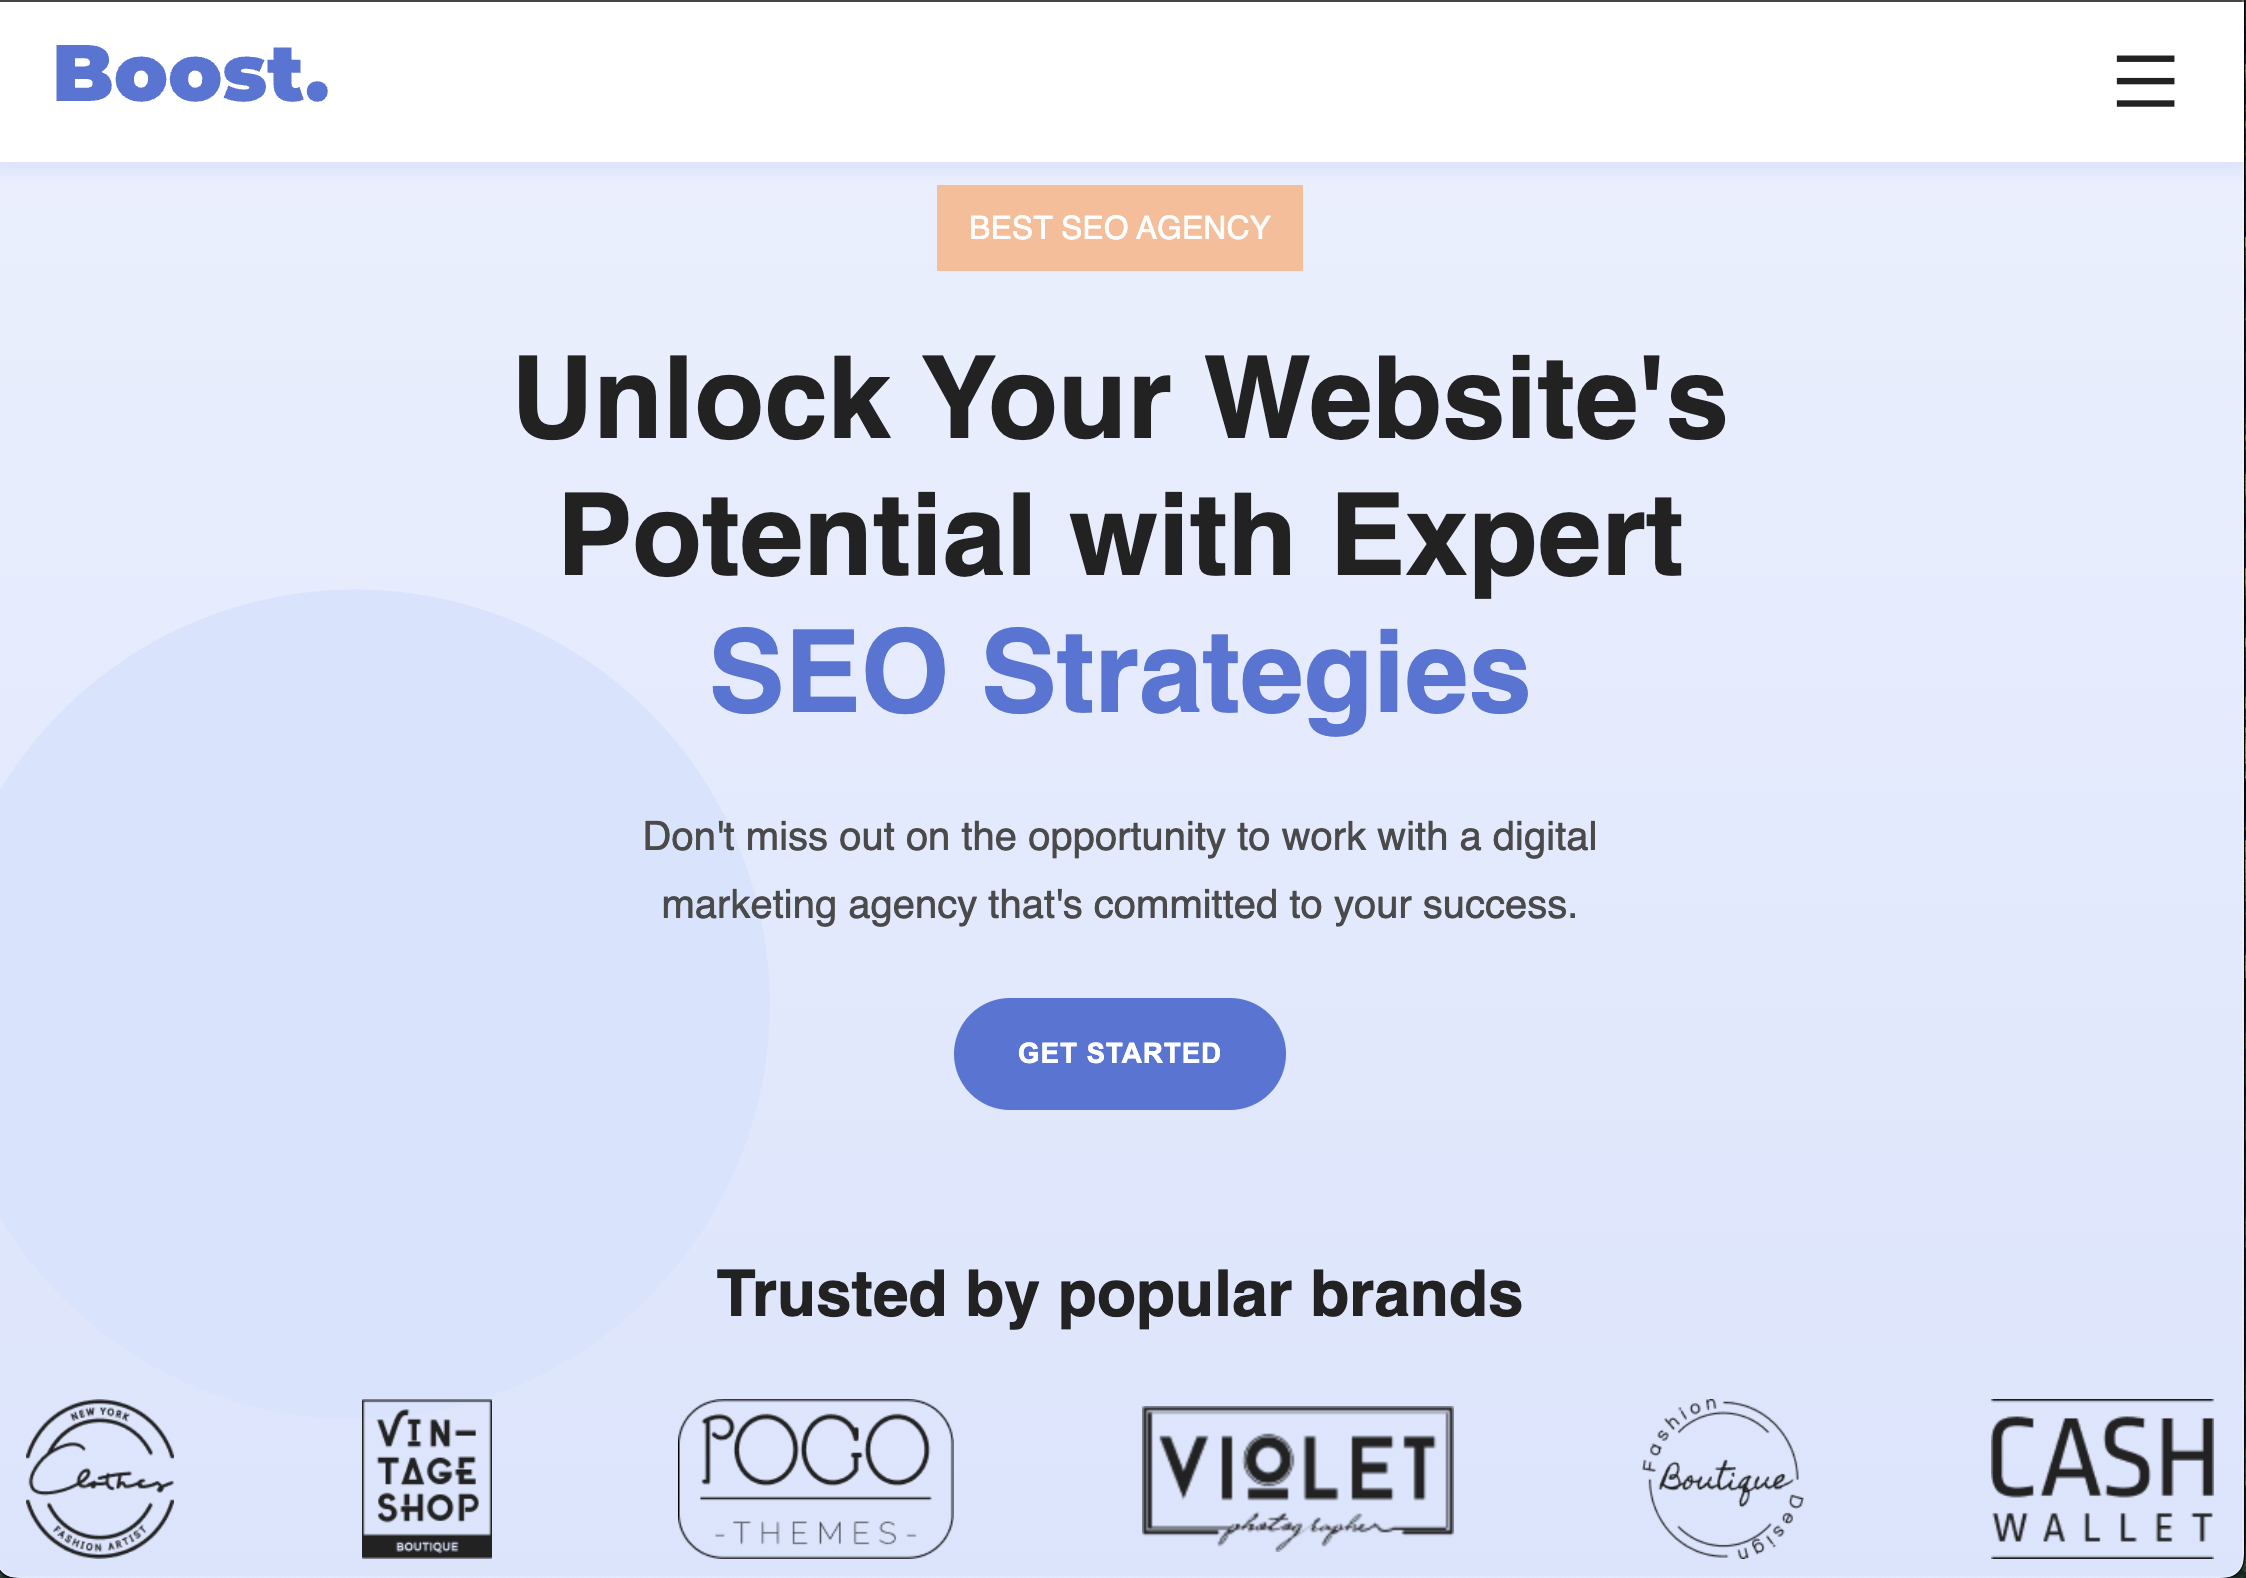 Boost.
BEST SEO AGENCY
Unlock Your Website's
Potential with Expert
SEO Strategies
Don't miss out on the opportunity to work with a digital
marketing agency that's committed to your success.
GET STARTED
Trusted by popular brands
NEW YORK
Clothes
FASHION ARTIST
VIN-
TAGE
SHOP
BOUTIQUE
POGO
-THEMES-
VIOLET
photographer
Fashion
Boutique
Design
CASH
WALLET